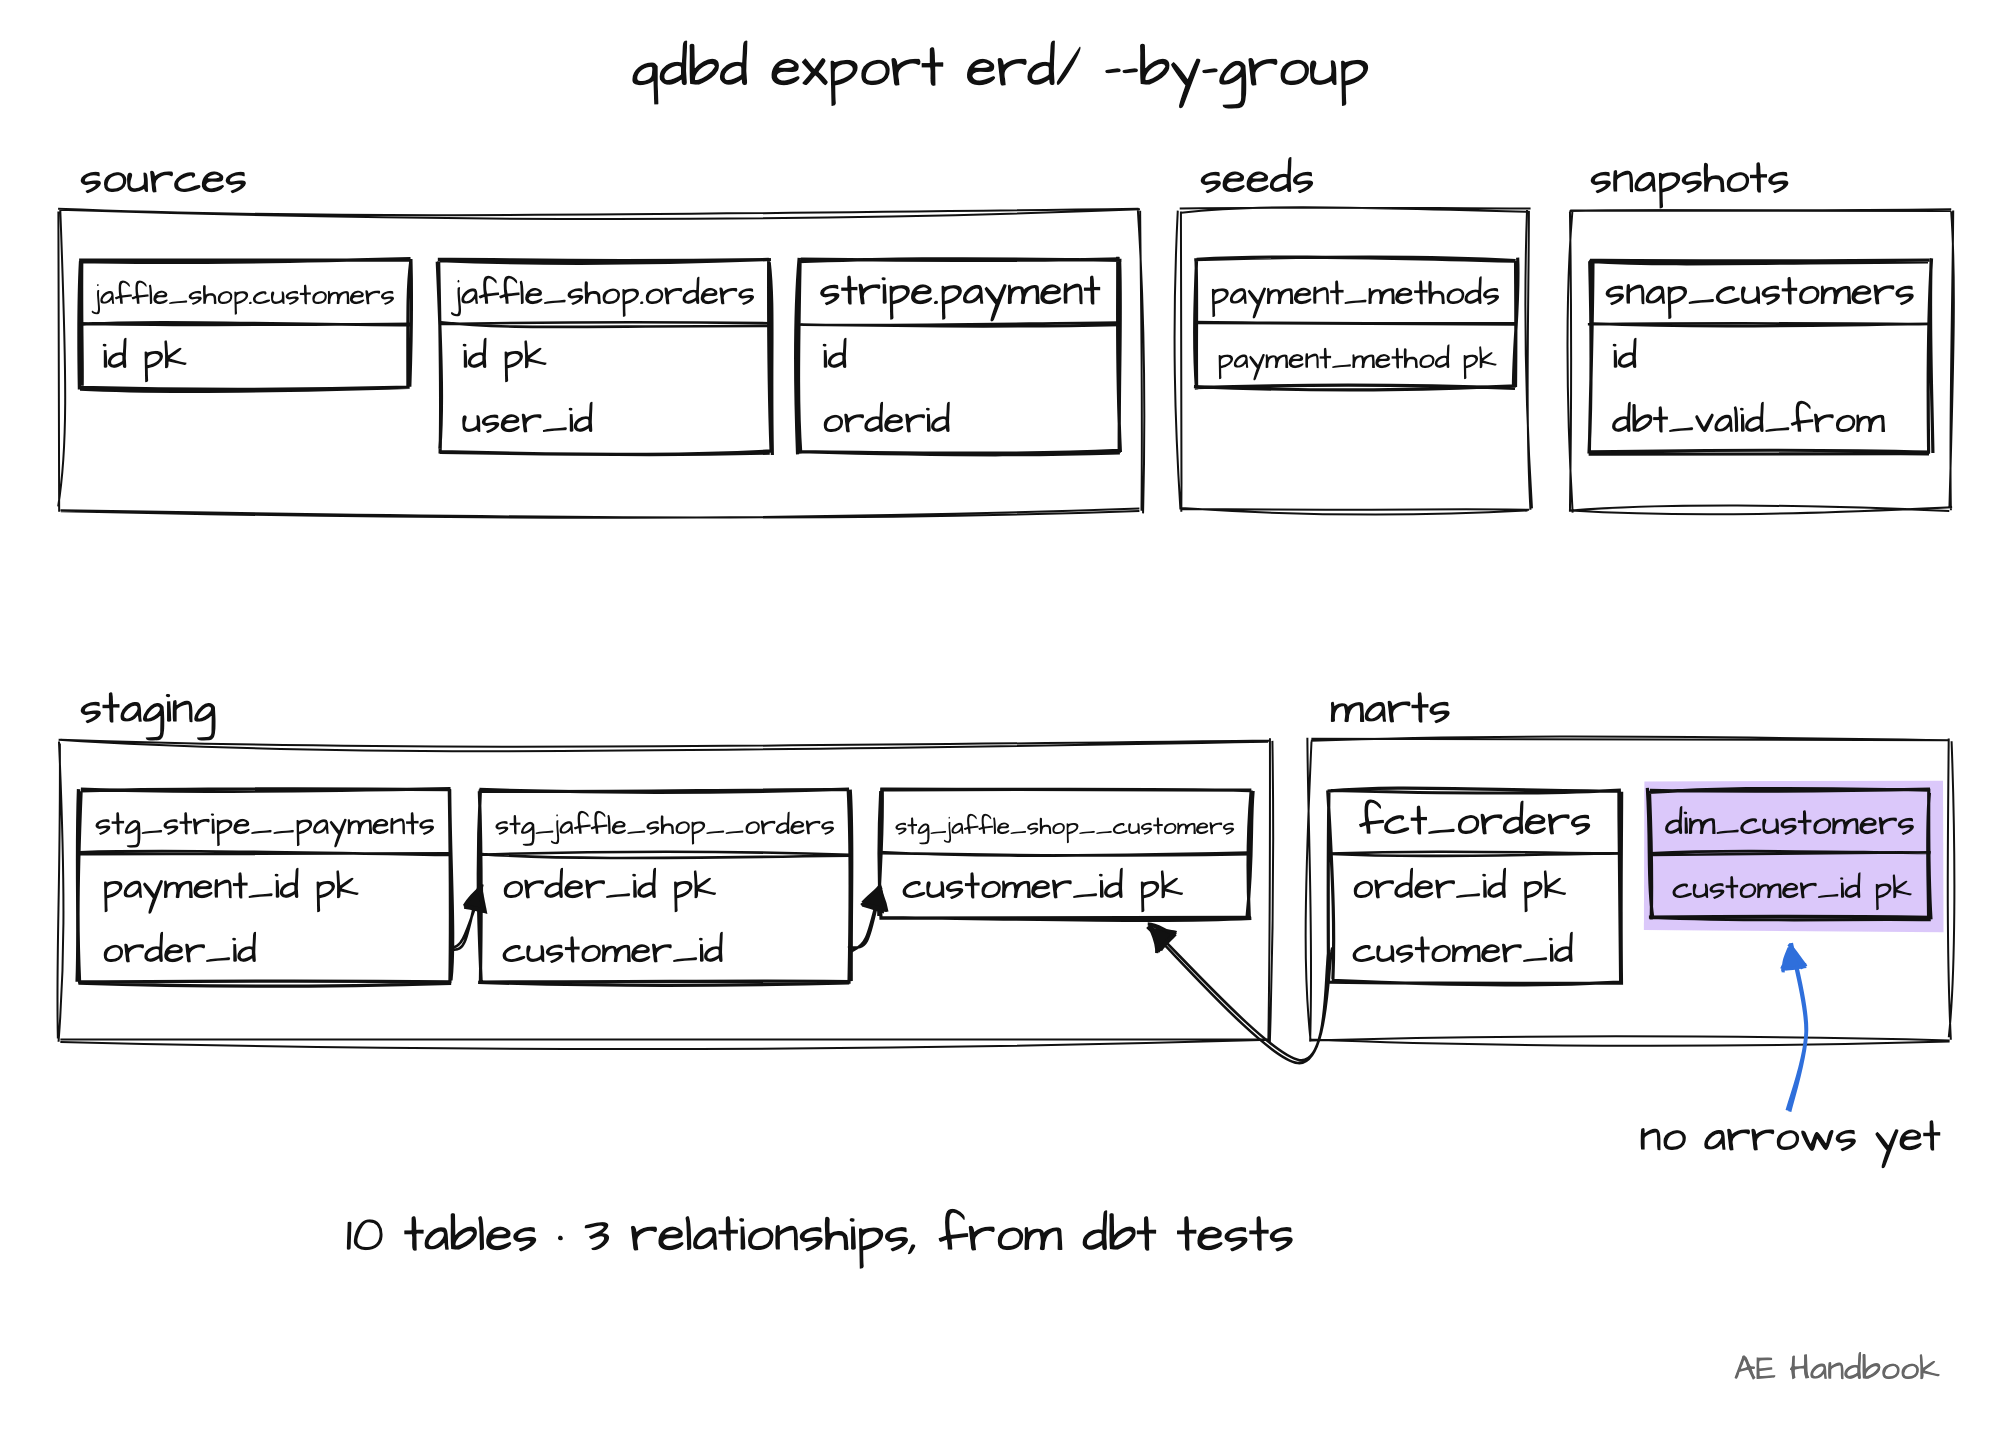 qdbd export erd/ --by-group
sources
jaffle_shop.customers
id pk
jaffle_shop.orders
id pk
user_id
stripe.payment
id
orderid
seeds
payment_methods
payment_method pk
snapshots
snap_customers
id
dbt_valid_from
staging
stg_stripe__payments
payment_id pk
order_id
stg_jaffle_shop__orders
order_id pk
customer_id
stg_jaffle_shop__customers
customer_id pk
marts
fct_orders
order_id pk
customer_id
dim_customers
customer_id pk
no arrows yet
10 tables · 3 relationships, from dbt tests
AE Handbook